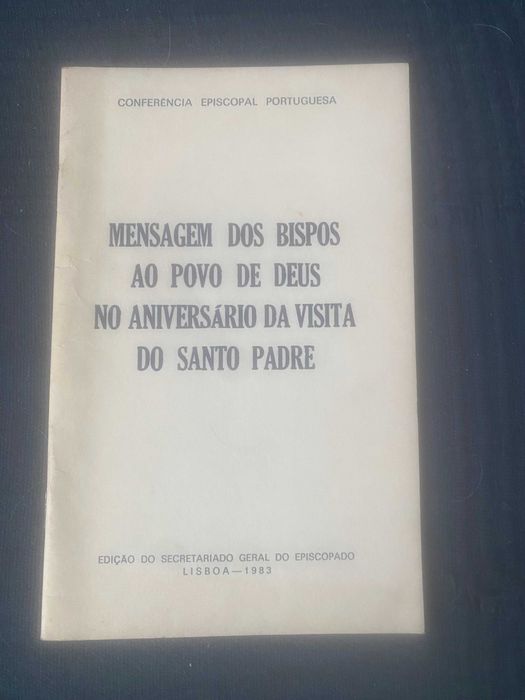 CONFERÊNCIA EPISCOPAL PORTUGUESA
MENSAGEM DOS BISPOS
AO POVO DE DEUS
NO ANIVERSÁRIO DA VISITA
DO SANTO PADRE
EDIÇÃO DO SECRETARIADO GERAL DO EPISCOPADO
LISBOA—1983